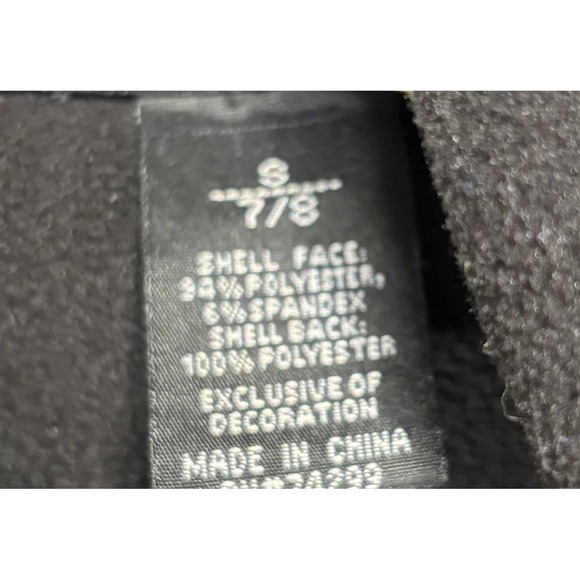 S
7/8
SHELL FACE:
94%POLYESTER,
6%SPANDEX
SHELL BACK:
100%POLYESTER
EXCLUSIVE OF
DECORATION
MADE IN CHINA